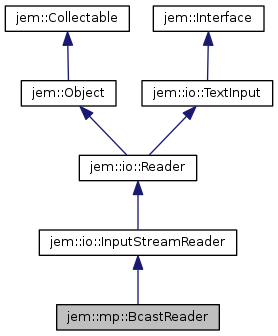 jem::Collectable
jem::Interface
jem::Object
jem::io::TextInput
jem::io::Reader
jem::io::InputStreamReader
jem::mp::BcastReader